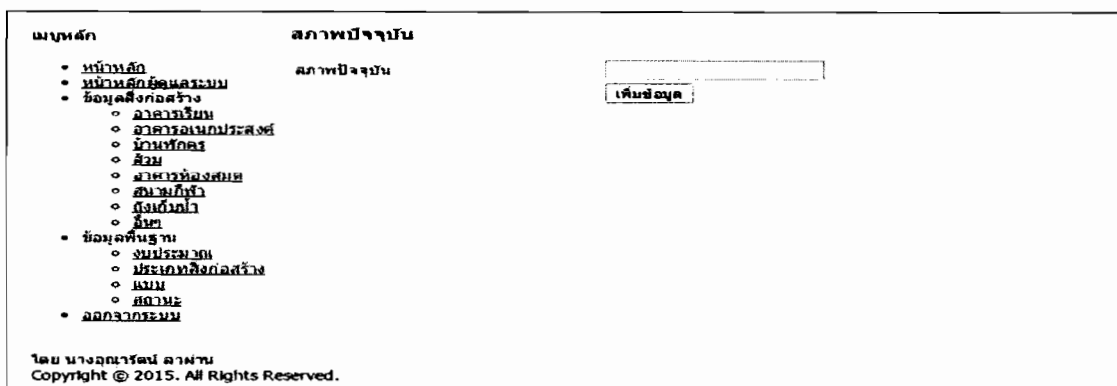 เมนูหลัก
หน้าหลัก
หน้าหลักผู้ดูแลระบบ
ข้อมูลสิ่งก่อสร้าง
อาคารเรียน
อาคารอเนกประสงค์
บ้านพักครู
ส้วม
อาคารห้องสมุด
สนามกีฬา
ถังเก็บน้ำ
อื่นๆ
ข้อมูลพื้นฐาน
งบประมาณ
ประเภทสิ่งก่อสร้าง
แบบ
สถานะ
ออกจากระบบ
สภาพปัจจุบัน
สภาพปัจจุบัน
เพิ่มข้อมูล
โดย นางอุณารัตน์ ลาผ่าน
Copyright © 2015. All Rights Reserved.